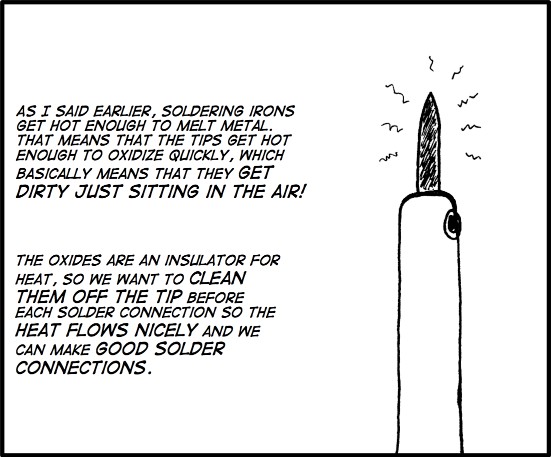 AS I SAID EARLIER, SOLDERING IRONS
GET HOT ENOUGH TO MELT METAL.
THAT MEANS THAT THE TIPS GET HOT
ENOUGH TO OXIDIZE QUICKLY, WHICH
BASICALLY MEANS THAT THEY GET
DIRTY JUST SITTING IN THE AIR!
THE OXIDES ARE AN INSULATOR FOR
HEAT, SO WE WANT TO CLEAN
THEM OFF THE TIP BEFORE
EACH SOLDER CONNECTION SO THE
HEAT FLOWS NICELY AND WE
CAN MAKE GOOD SOLDER
CONNECTIONS.